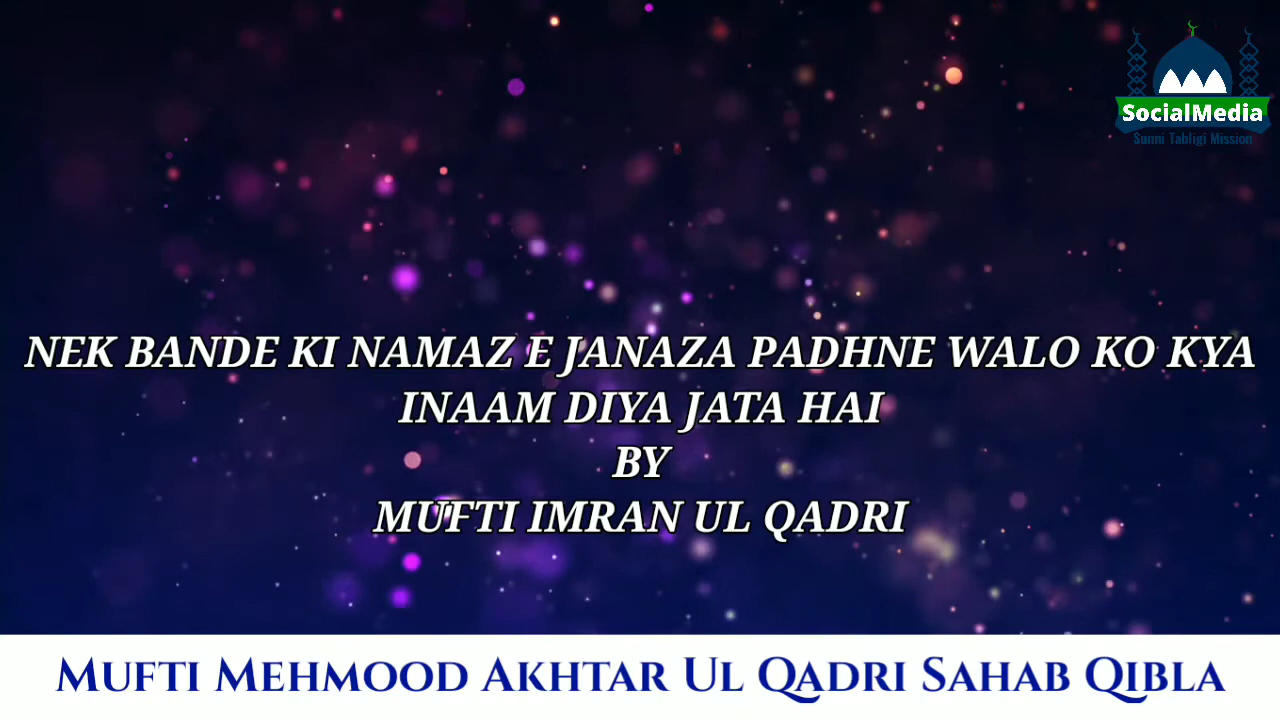 SocialMedia
Sunni Tabligi Mission
NEK BANDE KI NAMAZ E JANAZA PADHNE WALO KO KYA
INAAM DIYA JATA HAI
BY
MUFTI IMRAN UL QADRI
Mufti Mehmood Akhtar Ul Qadri Sahab Qibla